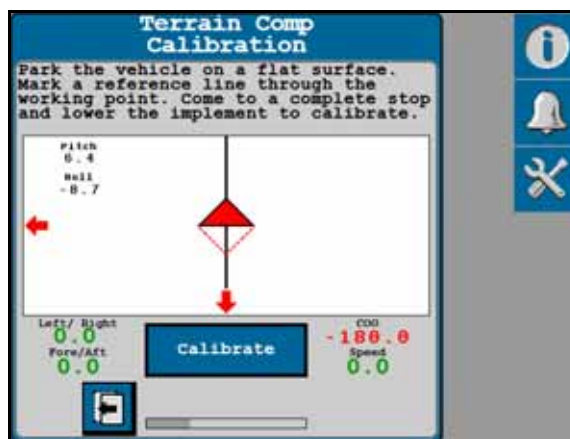 Terrain Comp
Calibration
Park the vehicle on a flat surface.
Mark a reference line through the
working point. Come to a complete stop
and lower the implement to calibrate.
Pitch
6.4
Roll
-8.7
Left/ Right
0.0
Fore/Aft
0.0
Calibrate
COG
-180.0
Speed
0.0